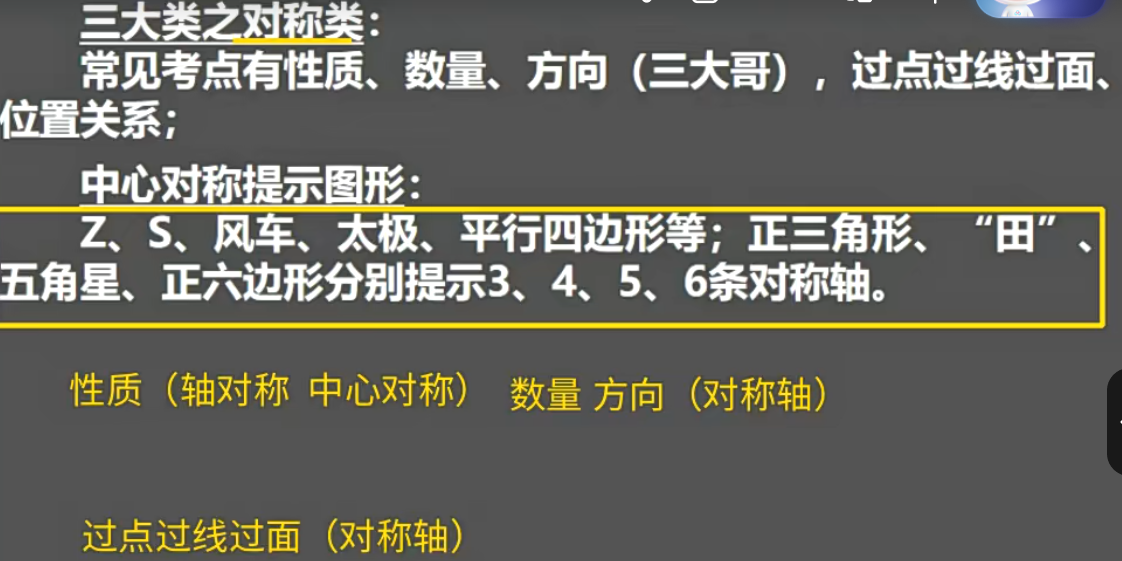 三大类之对称类：
常见考点有性质、数量、方向（三大哥），过点过线过面、
位置关系；
中心对称提示图形：
Z、S、风车、太极、平行四边形等；正三角形、“田”、
五角星、正六边形分别提示3、4、5、6条对称轴。
性质（轴对称 中心对称） 数量 方向（对称轴）
过点过线过面（对称轴）